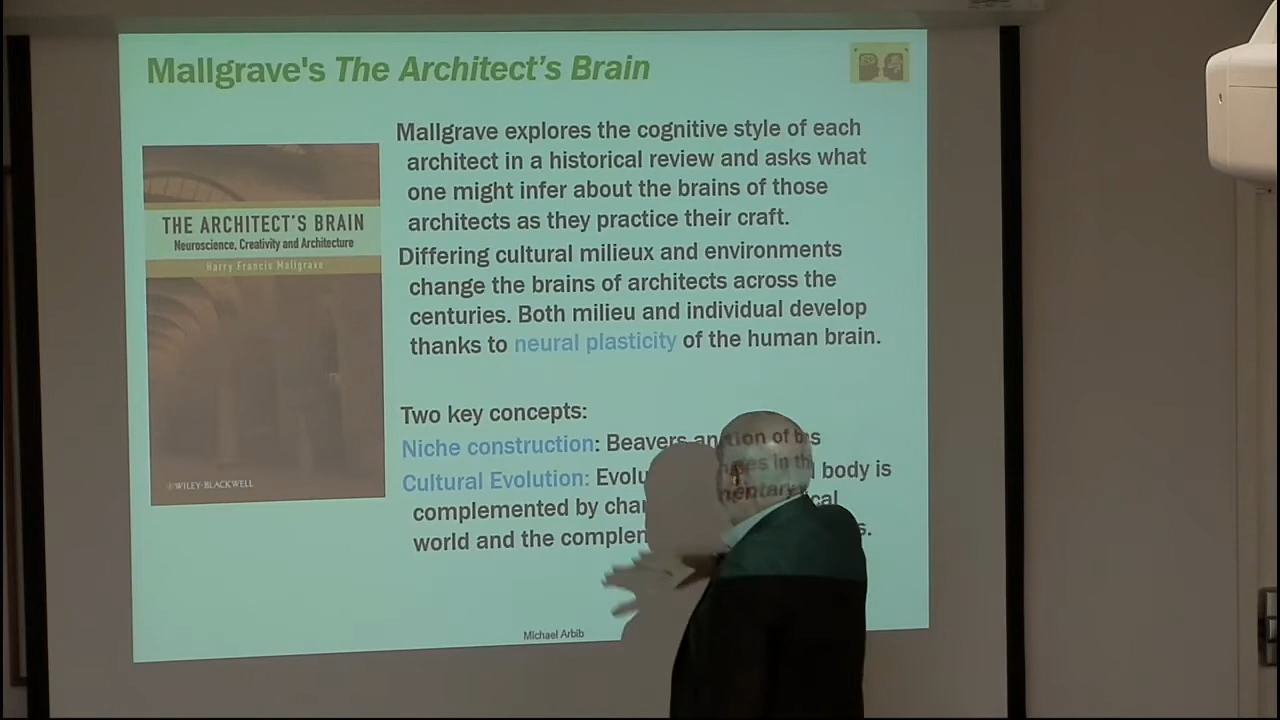 Mallgrave's The Architect's Brain
Mallgrave explores the cognitive style of each
architect in a historical review and asks what
one might infer about the brains of those
architects as they practice their craft.
Differing cultural milieux and environments
change the brains of architects across the
centuries. Both milieu and individual develop
thanks to neural plasticity of the human brain.
THE ARCHITECT'S BRAIN
Neuroscience, Creativity and Architecture
Harry Francis Mallgrave
WILEY-BLACKWELL
Two key concepts:
Niche construction: Beavers an
Cultural Evolution: Evolu body is
complemented by cha cal
world and the complem s.
Michael Arbib